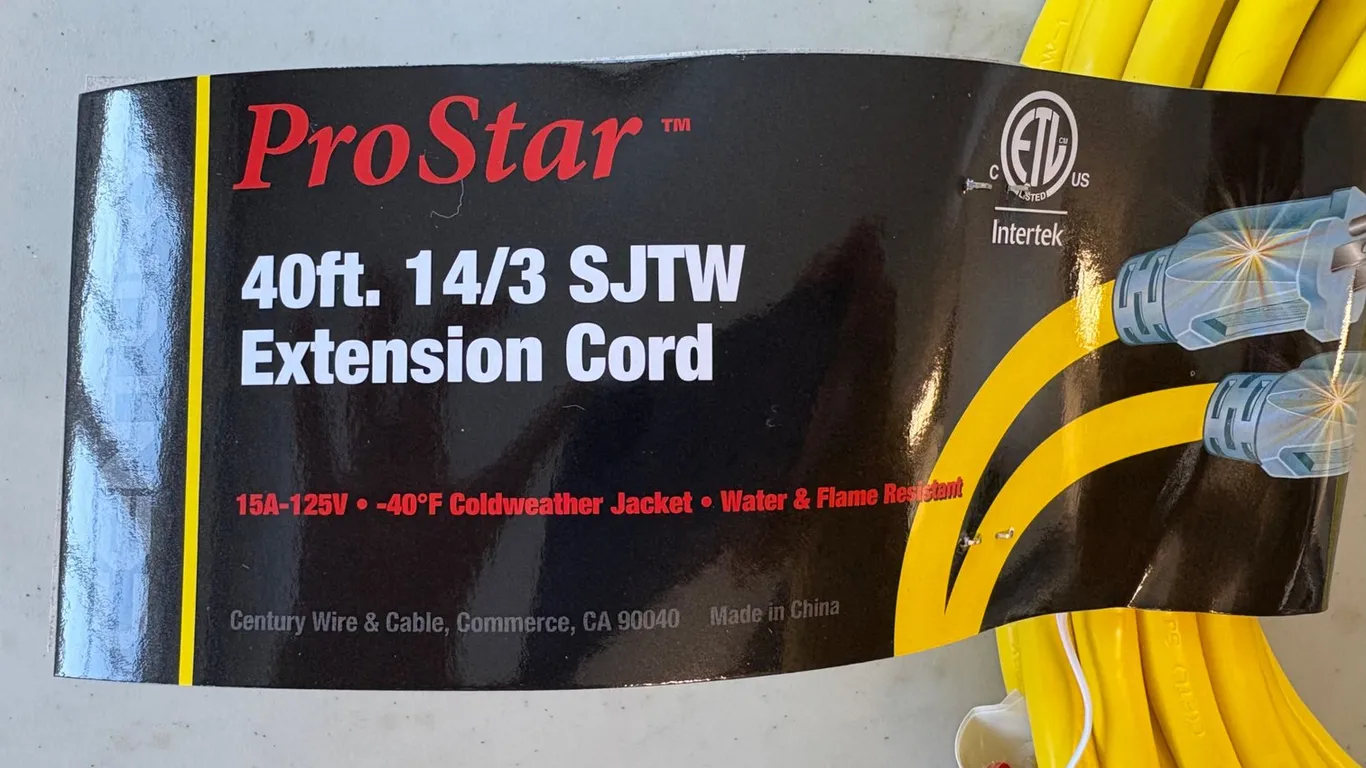 ProStar™
40ft. 14/3 SJTW
Extension Cord
15A-125V • -40°F Coldweather Jacket • Water & Flame Resistant
Century Wire & Cable, Commerce, CA 90040 Made in China
ETL CM
C US
LISTED
Intertek